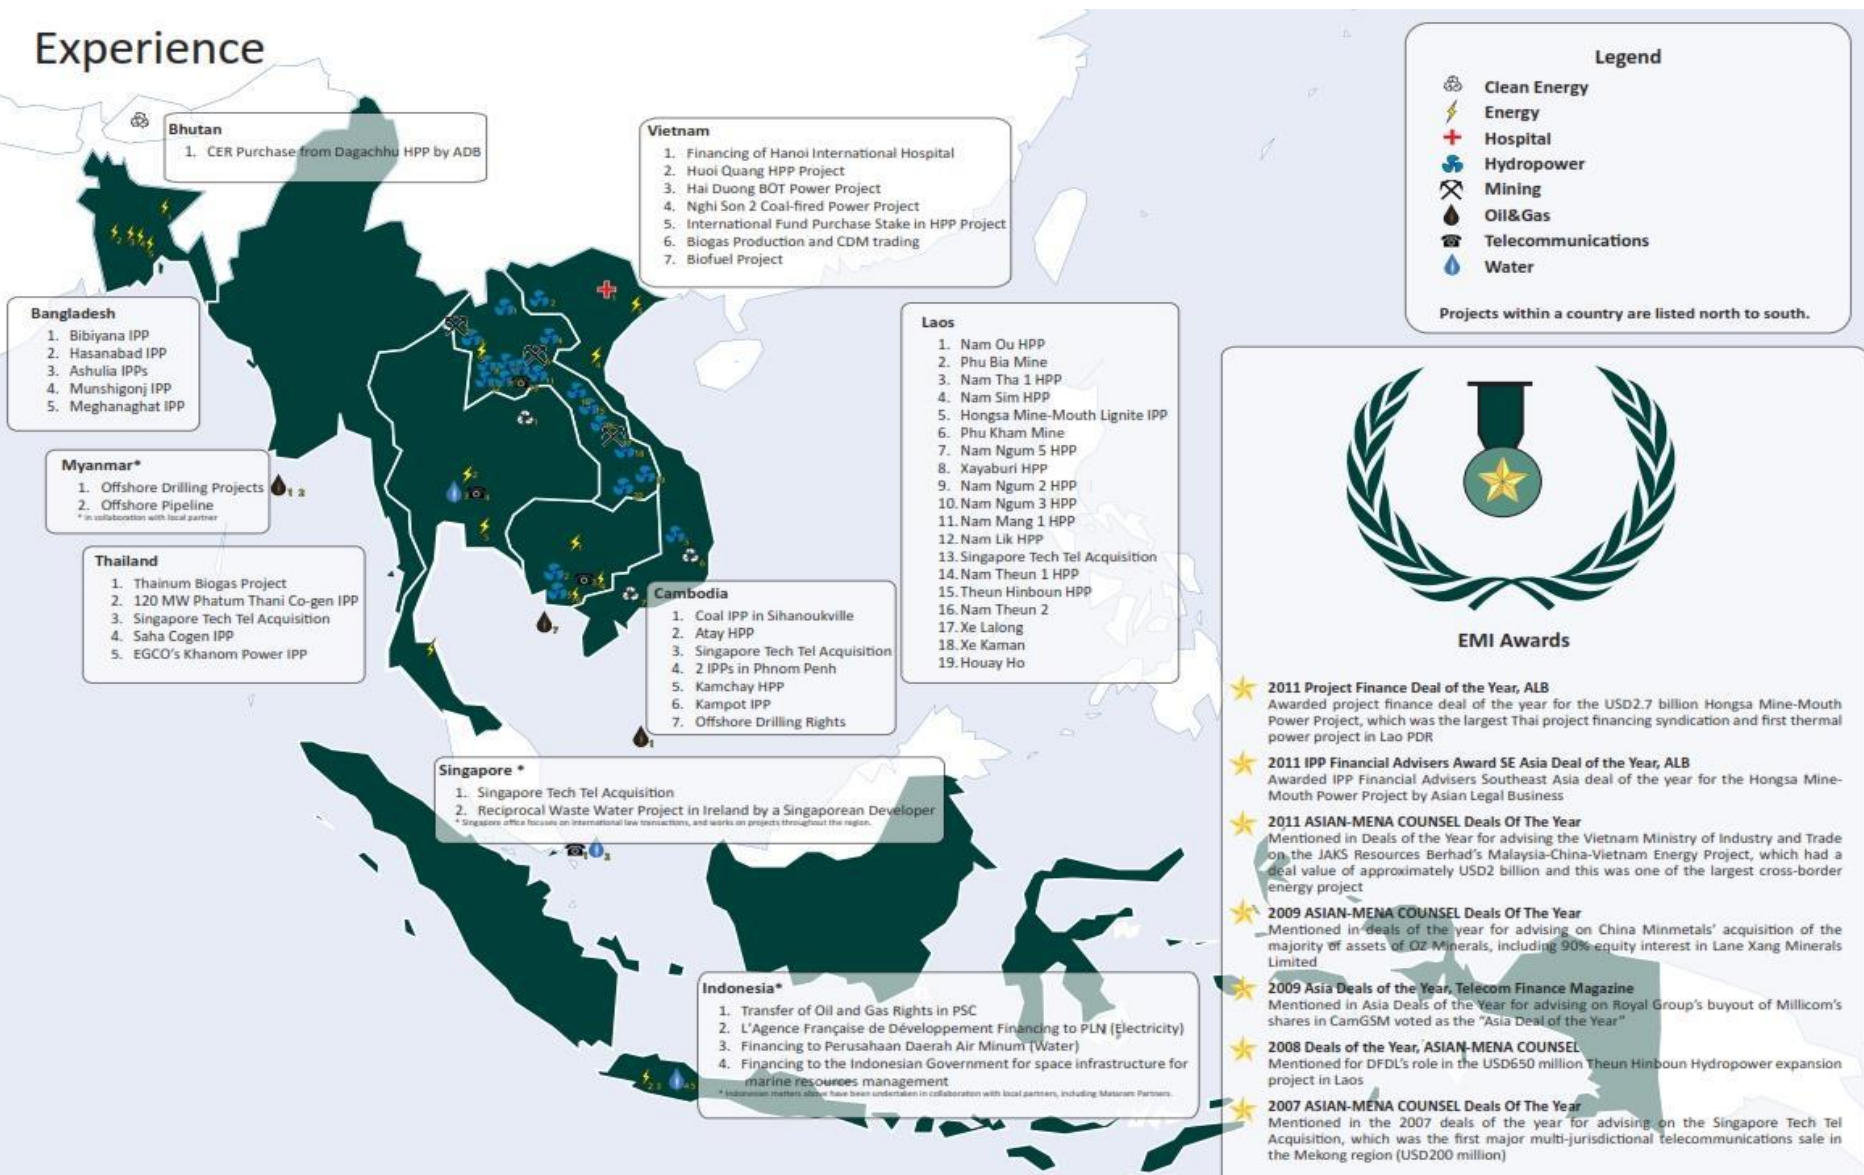 Experience
Bhutan
1. CER Purchase from Dagachhu HPP by ADB
Vietnam
1. Financing of Hanoi International Hospital
2. Huoi Quang HPP Project
3. Hai Duong BOT Power Project
4. Nghi Son 2 Coal-fired Power Project
5. International Fund Purchase Stake in HPP Project
6. Biogas Production and CDM trading
7. Biofuel Project
Legend
Clean Energy
Energy
Hospital
Hydropower
Mining
Oil&Gas
Telecommunications
Water
Projects within a country are listed north to south.
Bangladesh
1. Bibiyana IPP
2. Hasanabad IPP
3. Ashulia IPPs
4. Munshigonj IPP
5. Meghanaghat IPP
Myanmar*
1. Offshore Drilling Projects
2. Offshore Pipeline
* in collaboration with local partner
Thailand
1. Thainum Biogas Project
2. 120 MW Phatum Thani Co-gen IPP
3. Singapore Tech Tel Acquisition
4. Saha Cogen IPP
5. EGCO's Khanom Power IPP
Laos
1. Nam Ou HPP
2. Phu Bia Mine
3. Nam Tha 1 HPP
4. Nam Sim HPP
5. Hongsa Mine-Mouth Lignite IPP
6. Phu Kham Mine
7. Nam Ngum 5 HPP
8. Xayaburi HPP
9. Nam Ngum 2 HPP
10. Nam Ngum 3 HPP
11. Nam Mang 1 HPP
12. Nam Lik HPP
13. Singapore Tech Tel Acquisition
14. Nam Theun 1 HPP
15. Theun Hinboun HPP
16. Nam Theun 2
17. Xe Lalong
18. Xe Kaman
19. Houay Ho
Cambodia
1. Coal IPP in Sihanoukville
2. Atay HPP
3. Singapore Tech Tel Acquisition
4. 2 IPPs in Phnom Penh
5. Kamchay HPP
6. Kampot IPP
7. Offshore Drilling Rights
Singapore *
1. Singapore Tech Tel Acquisition
2. Reciprocal Waste Water Project in Ireland by a Singaporean Developer
* Singapore office focuses on international law transactions, and works on projects throughout the region.
Indonesia*
1. Transfer of Oil and Gas Rights in PSC
2. L'Agence Française de Développement Financing to PLN (Electricity)
3. Financing to Perusahaan Daerah Air Minum (Water)
4. Financing to the Indonesian Government for space infrastructure for
marine resources management
* Indonesian matters above have been undertaken in collaboration with local partners, including Mataram Partners.
EMI Awards
2011 Project Finance Deal of the Year, ALB
Awarded project finance deal of the year for the USD2.7 billion Hongsa Mine-Mouth
Power Project, which was the largest Thai project financing syndication and first thermal
power project in Lao PDR
2011 IPP Financial Advisers Award SE Asia Deal of the Year, ALB
Awarded IPP Financial Advisers Southeast Asia deal of the year for the Hongsa Mine-
Mouth Power Project by Asian Legal Business
2011 ASIAN-MENA COUNSEL Deals Of The Year
Mentioned in Deals of the Year for advising the Vietnam Ministry of Industry and Trade
on the JAKS Resources Berhad's Malaysia-China-Vietnam Energy Project, which had a
deal value of approximately USD2 billion and this was one of the largest cross-border
energy project
2009 ASIAN-MENA COUNSEL Deals Of The Year
Mentioned in deals of the year for advising on China Minmetals' acquisition of the
majority of assets of OZ Minerals, including 90% equity interest in Lane Xang Minerals
Limited
2009 Asia Deals of the Year, Telecom Finance Magazine
Mentioned in Asia Deals of the Year for advising on Royal Group's buyout of Millicom's
shares in CamGSM voted as the "Asia Deal of the Year"
2008 Deals of the Year, ASIAN-MENA COUNSEL
Mentioned for DFDL's role in the USD650 million Theun Hinboun Hydropower expansion
project in Laos
2007 ASIAN-MENA COUNSEL Deals Of The Year
Mentioned in the 2007 deals of the year for advising on the Singapore Tech Tel
Acquisition, which was the first major multi-jurisdictional telecommunications sale in
the Mekong region (USD200 million)